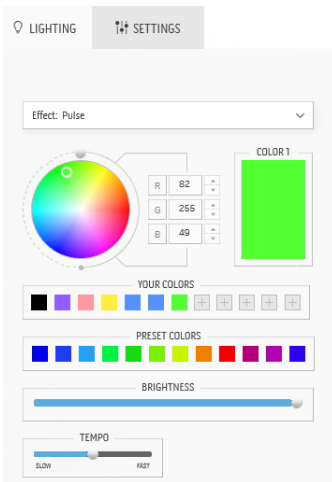 LIGHTING
SETTINGS
Effect: Pulse
COLOR 1
R 82
G 255
B 49
YOUR COLORS
PRESET COLORS
BRIGHTNESS
TEMPO
SLOW FAST